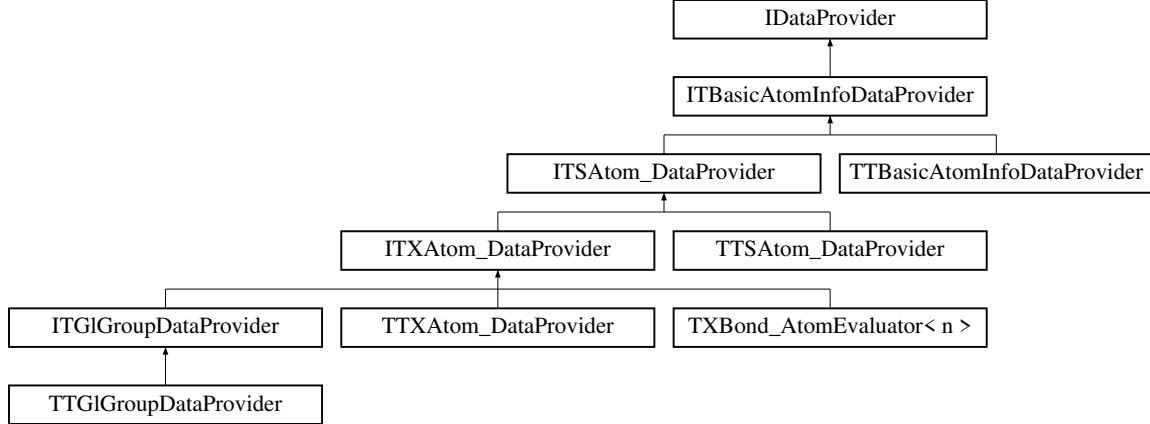 IDataProvider
ITBasicAtomInfoDataProvider
ITSAtom_DataProvider
TTBasicAtomInfoDataProvider
ITXAtom_DataProvider
TTSAtom_DataProvider
ITGlGroupDataProvider
TTXAtom_DataProvider
TXBond_AtomEvaluator< n >
TTGlGroupDataProvider